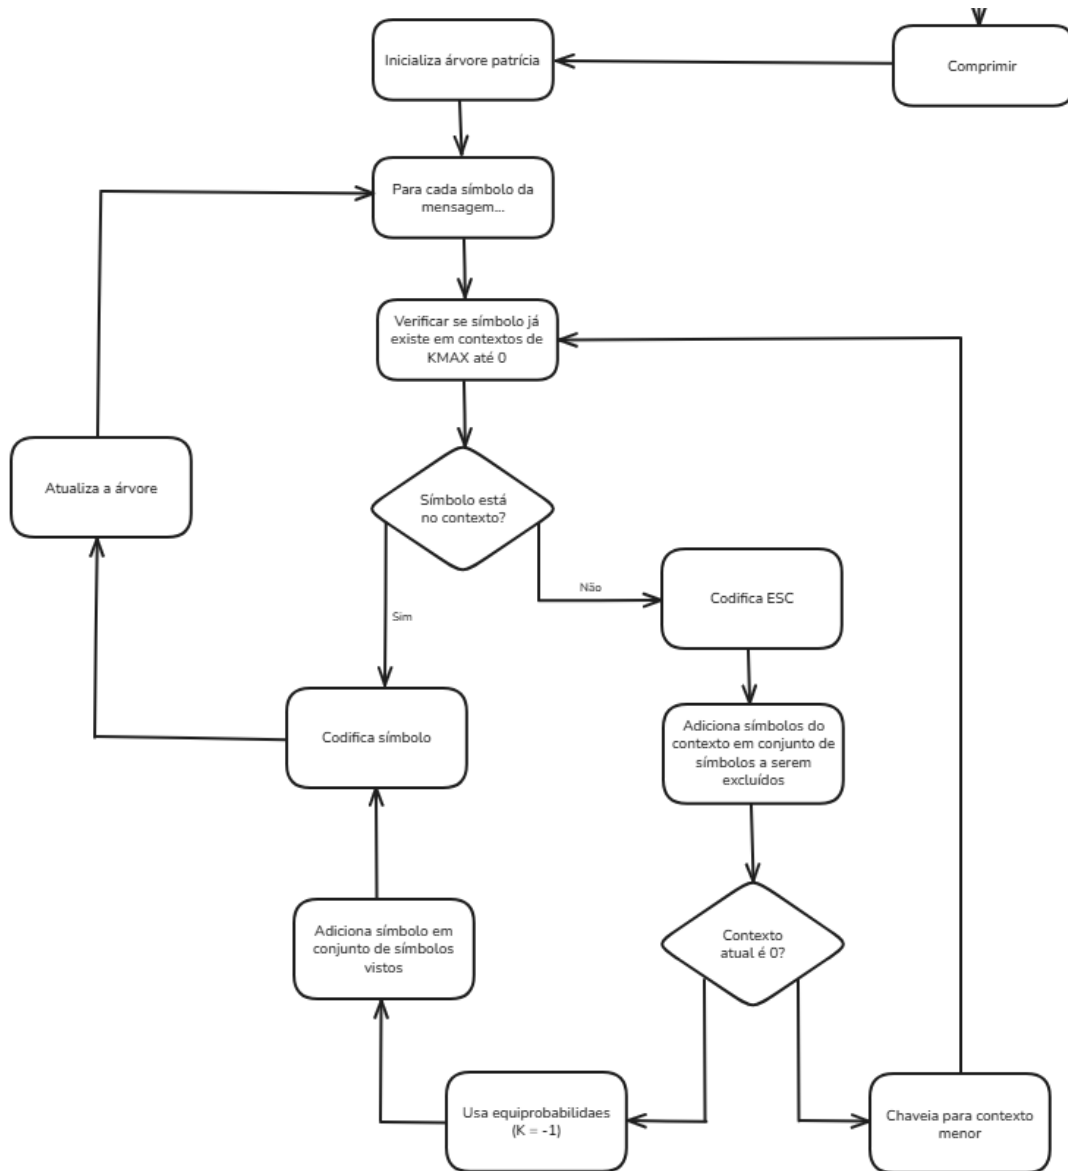 Inicializa árvore patrícia
Comprimir
Para cada símbolo da
mensagem...
Verificar se símbolo já
existe em contextos de
KMAX até 0
Atualiza a árvore
Símbolo está
no contexto?
Não
Sim
Codifica ESC
Codifica símbolo
Adiciona símbolos do
contexto em conjunto de
símbolos a serem
excluídos
Adiciona símbolo em
conjunto de símbolos
vistos
Contexto
atual é 0?
Usa equiprobabilidaes
(K = -1)
Chaveia para contexto
menor